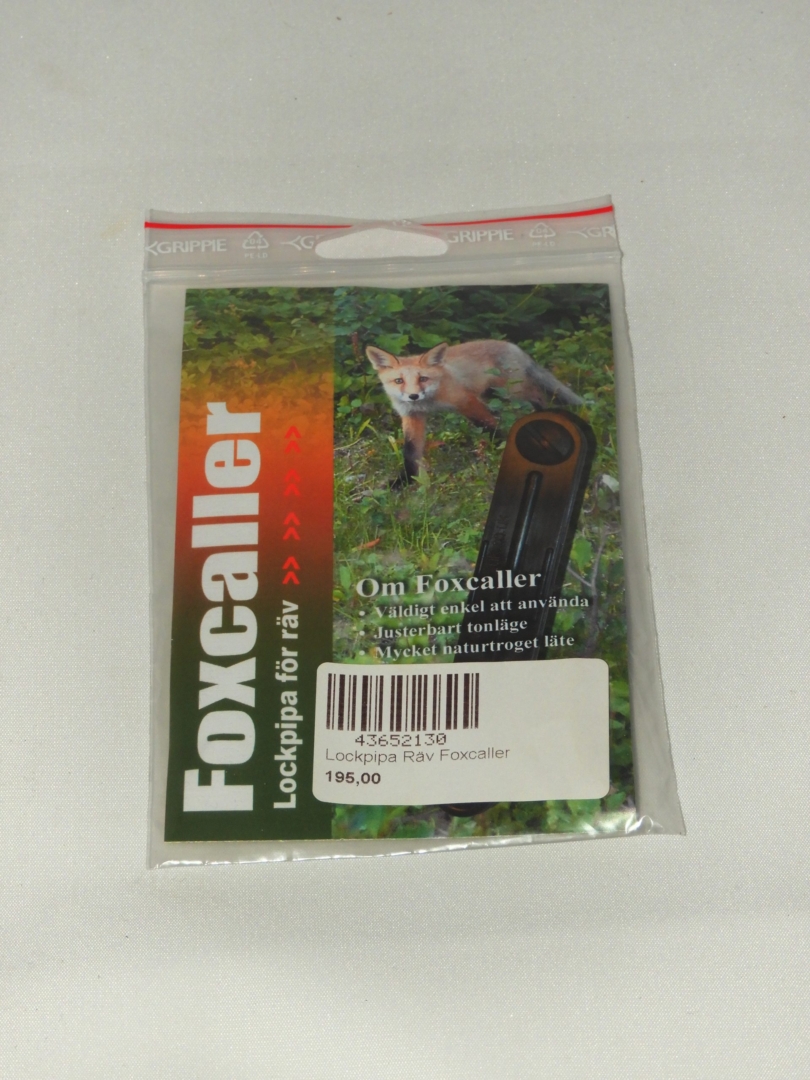 GRIPPIE GRIPPIE GR
Foxcaller
Lockpipa för räv
Om Foxcaller
• Väldigt enkel att använda
• Justerbart tonläge
• Mycket naturtroget läte
43652130
Lockpipa Räv Foxcaller
195,00